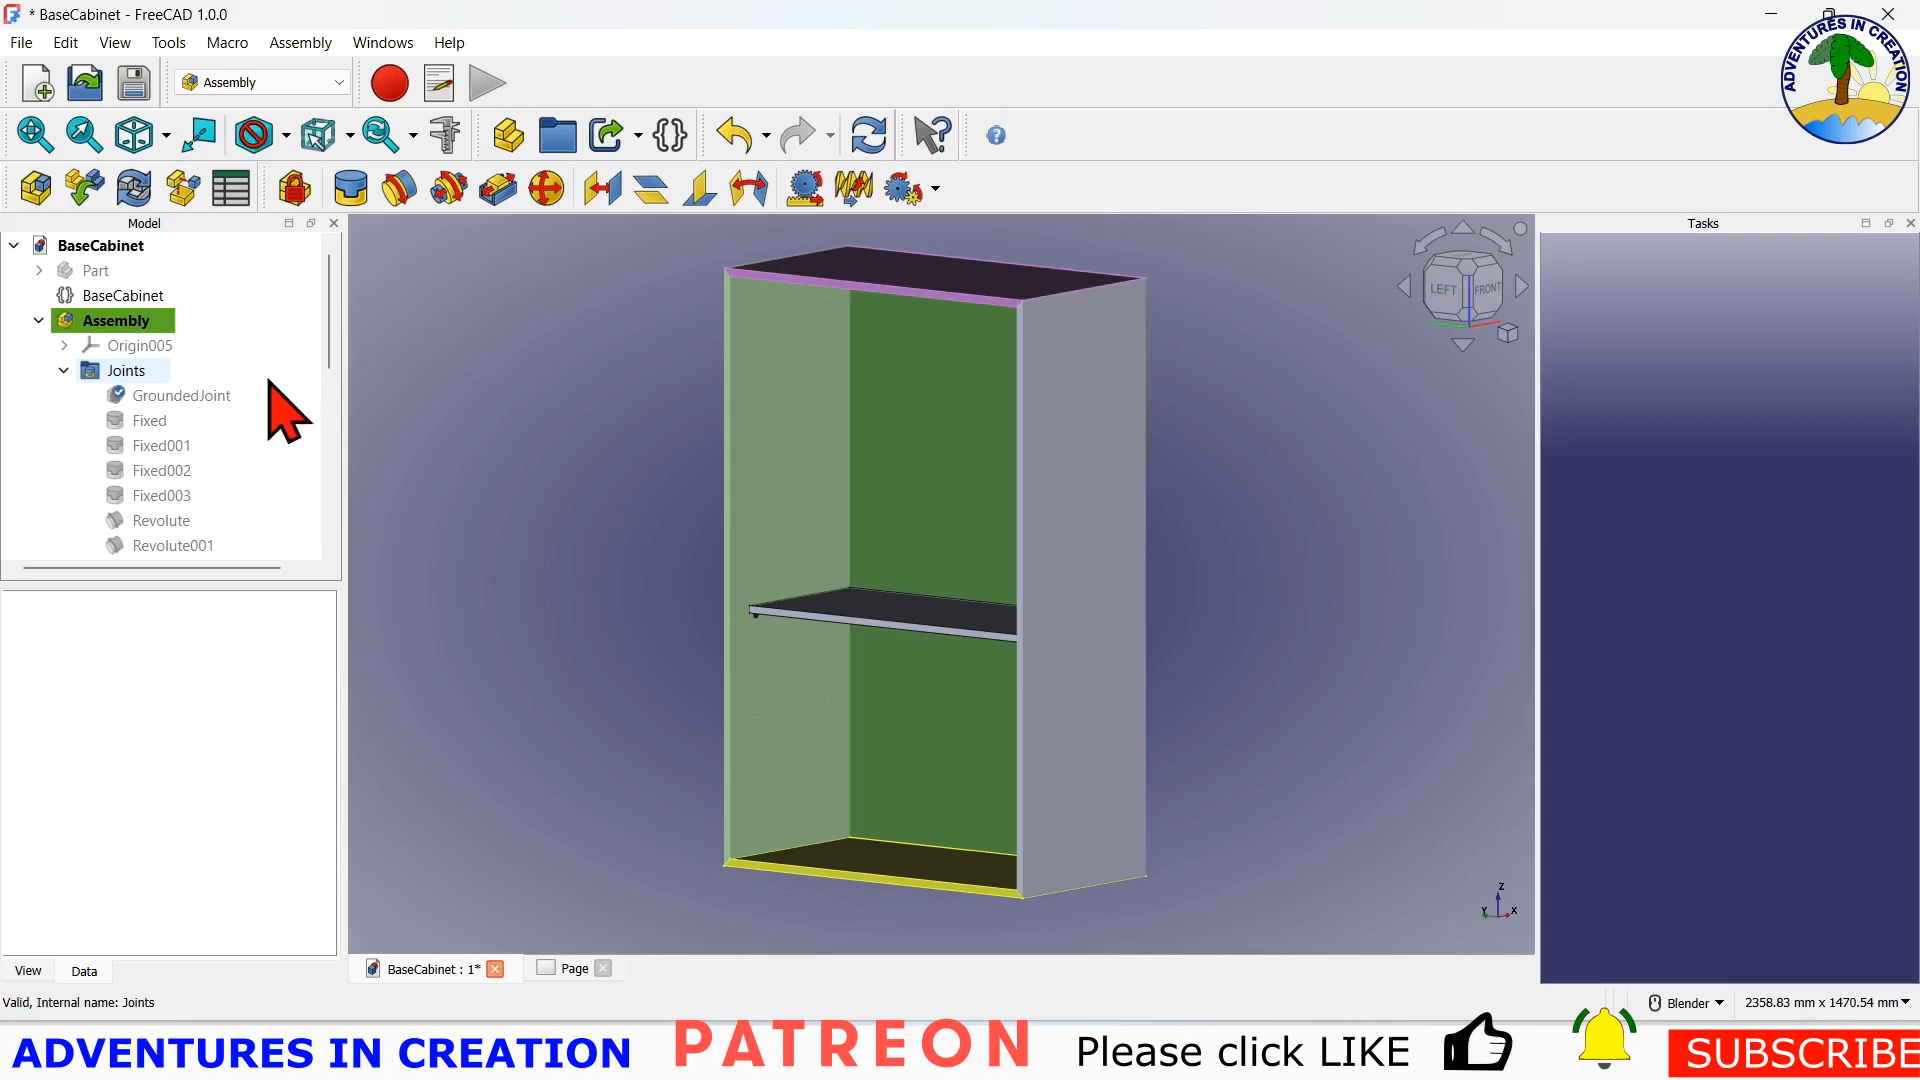 * BaseCabinet - FreeCAD 1.0.0
ADVENTURES IN CREATION
File Edit View Tools Macro Assembly Windows Help
Assembly
Model
Tasks
BaseCabinet
Part
BaseCabinet
Assembly
Origin005
Joints
GroundedJoint
Fixed
Fixed001
Fixed002
Fixed003
Revolute
Revolute001
LEFT
FRONT
Z
Y X
View Data
BaseCabinet : 1*
Page
Valid, Internal name: Joints
Blender
2358.83 mm x 1470.54 mm
ADVENTURES IN CREATION
PATREON
Please click LIKE
SUBSCRIBE